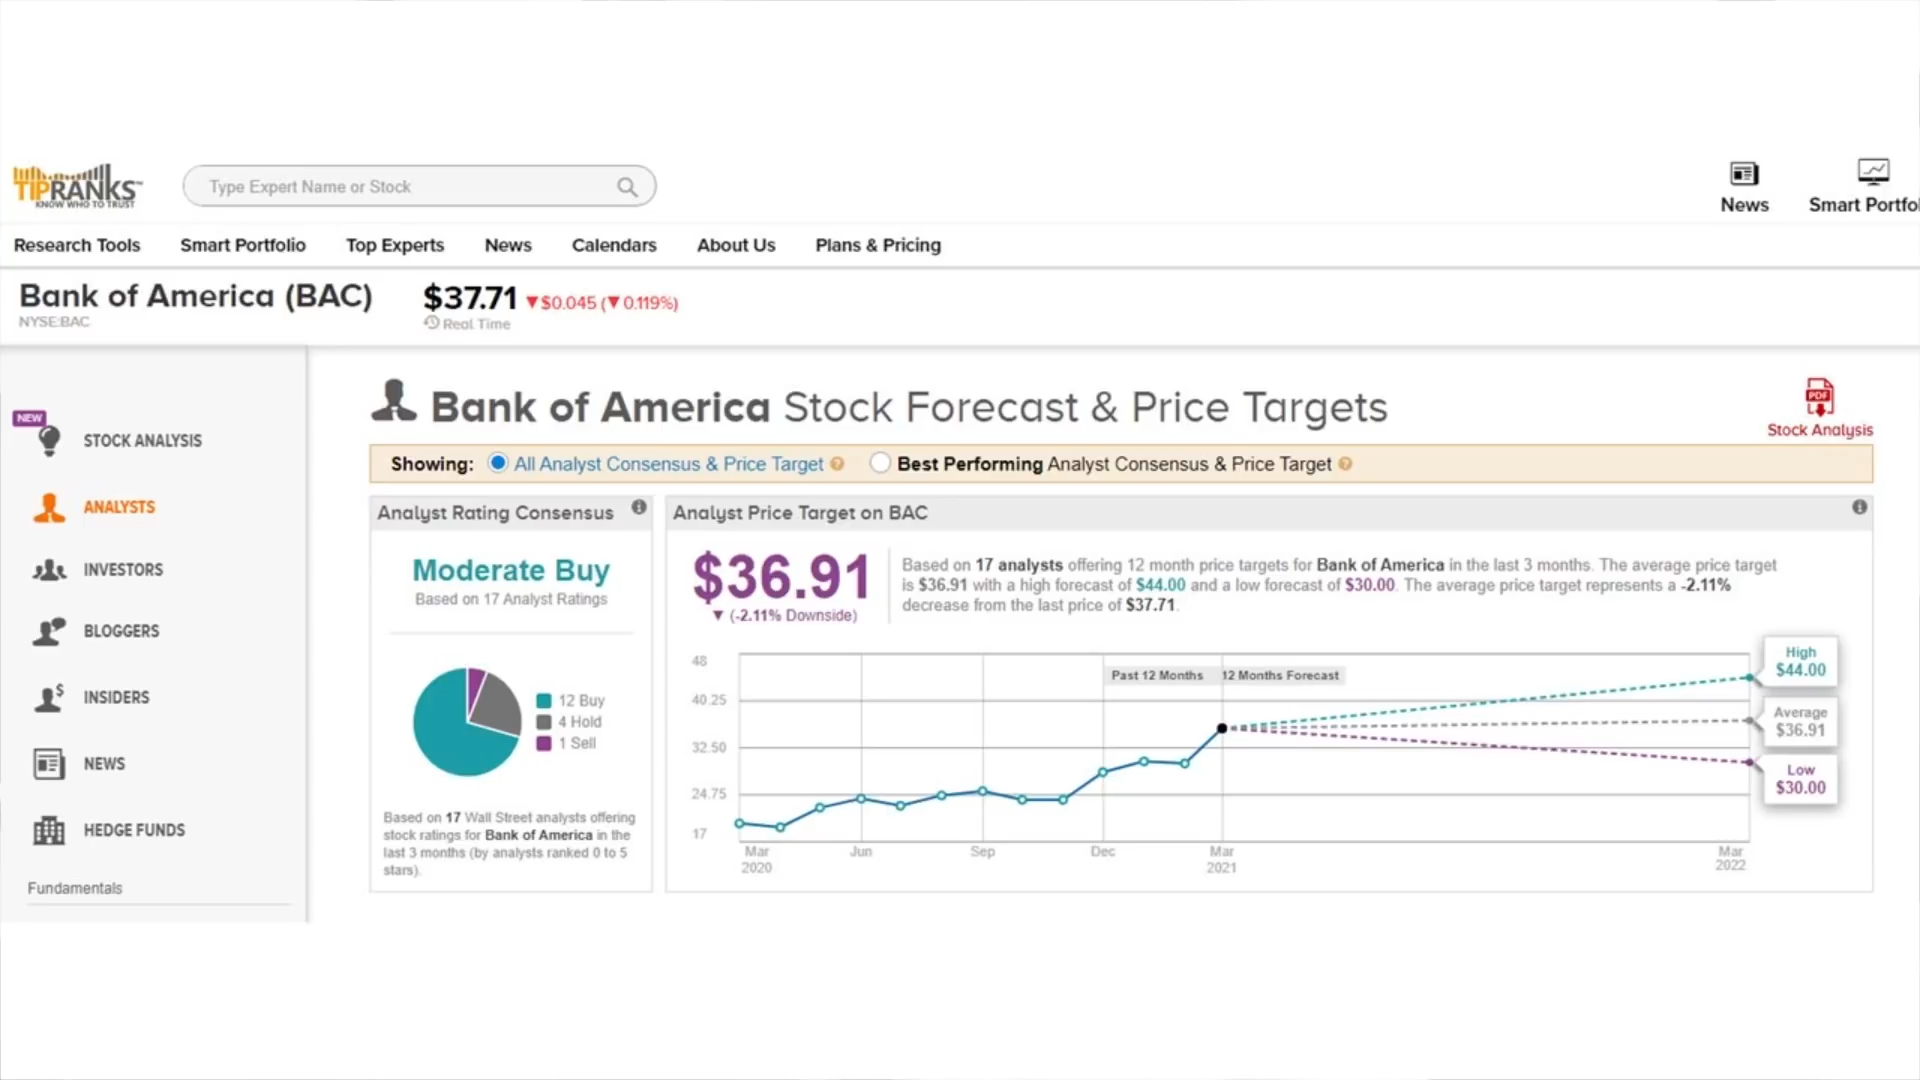 TIPRANKS
KNOW WHO TO TRUST
Type Expert Name or Stock
News
Smart Portfol
Research Tools
Smart Portfolio
Top Experts
News
Calendars
About Us
Plans & Pricing
Bank of America (BAC)
NYSE:BAC
$37.71 ▼$0.045 (▼0.119%)
Real Time
NEW
STOCK ANALYSIS
ANALYSTS
INVESTORS
BLOGGERS
INSIDERS
NEWS
HEDGE FUNDS
Fundamentals
Bank of America Stock Forecast & Price Targets
PDF
Stock Analysis
Showing: All Analyst Consensus & Price Target ? Best Performing Analyst Consensus & Price Target ?
Analyst Rating Consensus
Moderate Buy
Based on 17 Analyst Ratings
12 Buy
4 Hold
1 Sell
Based on 17 Wall Street analysts offering
stock ratings for Bank of America in the
last 3 months (by analysts ranked 0 to 5
stars).
Analyst Price Target on BAC
$36.91
▼ (-2.11% Downside)
Based on 17 analysts offering 12 month price targets for Bank of America in the last 3 months. The average price target
is $36.91 with a high forecast of $44.00 and a low forecast of $30.00. The average price target represents a -2.11%
decrease from the last price of $37.71.
48
40.25
32.50
24.75
17
Past 12 Months
12 Months Forecast
High
$44.00
Average
$36.91
Low
$30.00
Mar
2020
Jun
Sep
Dec
Mar
2021
Mar
2022